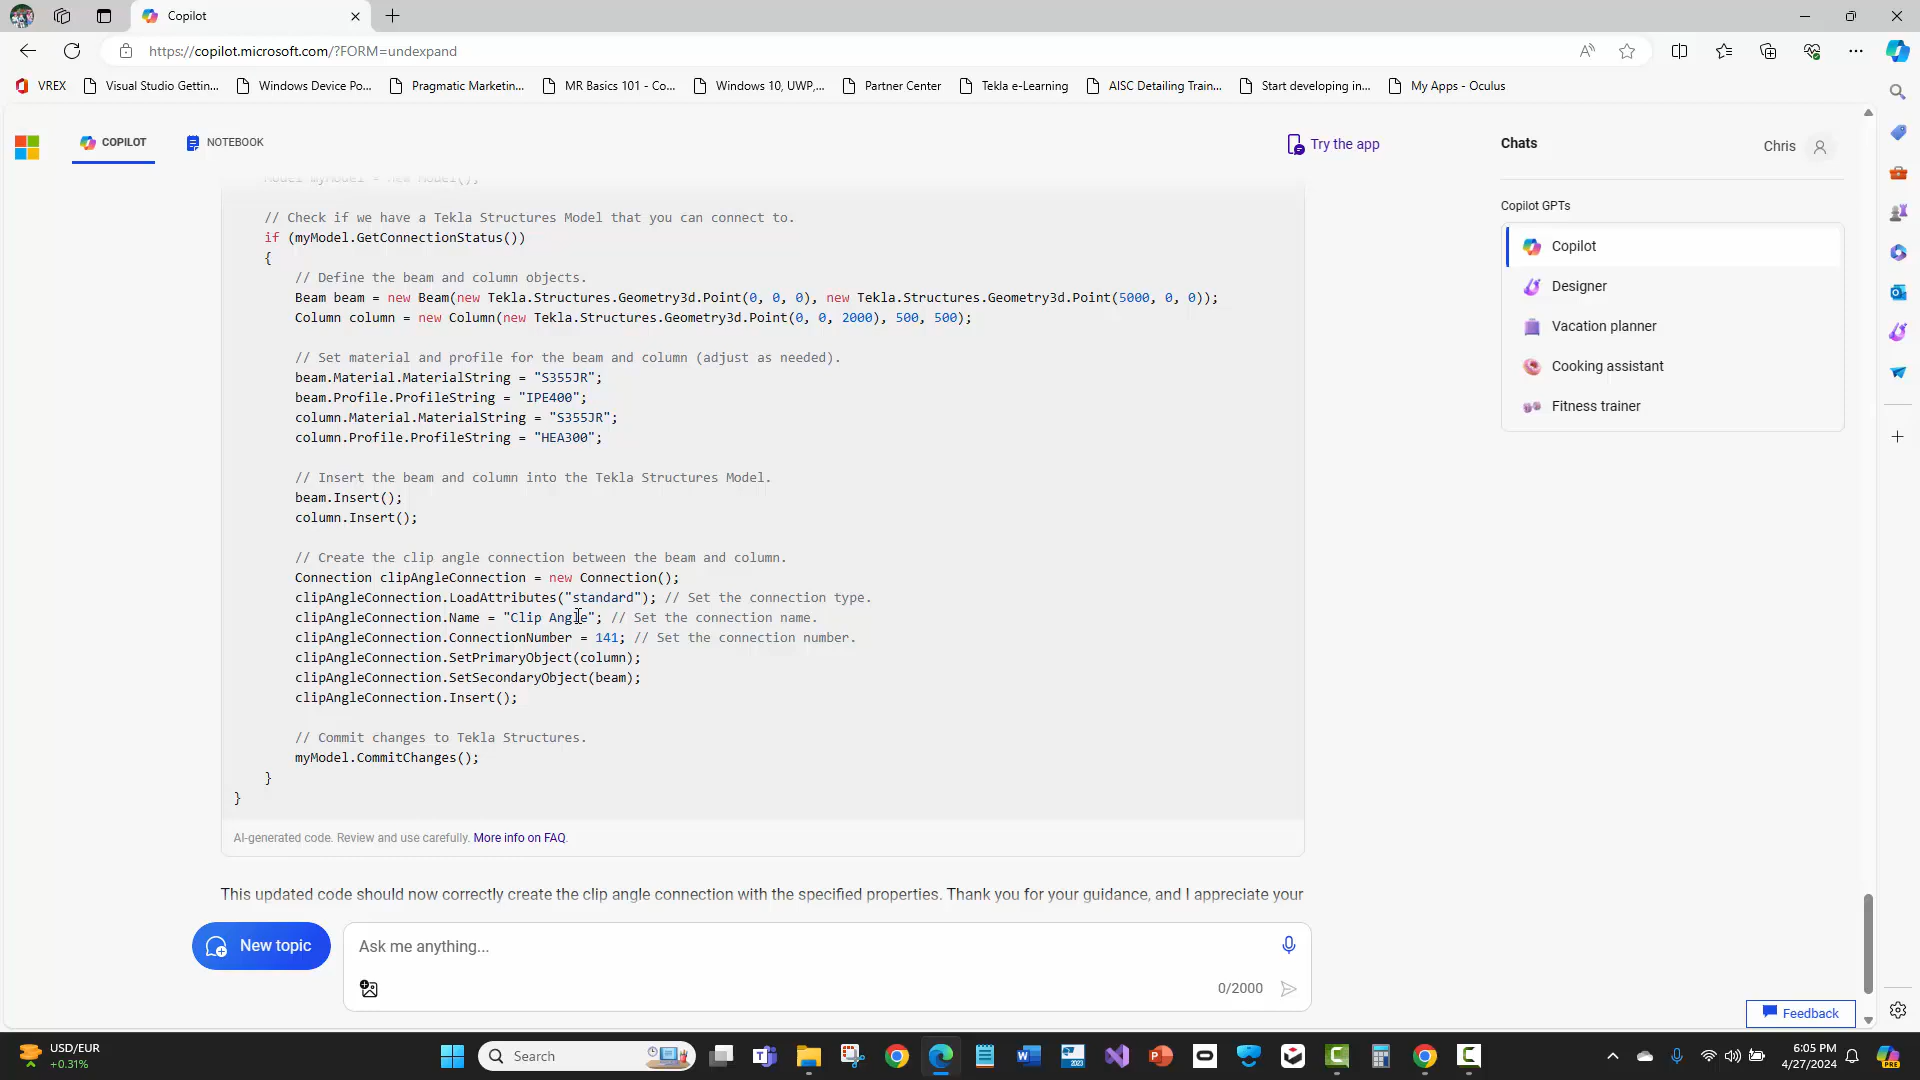 Copilot
https://copilot.microsoft.com/?FORM=undexpand
VREX
Visual Studio Gettin...
Windows Device Po...
Pragmatic Marketin...
MR Basics 101 - Co...
Windows 10, UWP,...
Partner Center
Tekla e-Learning
AISC Detailing Train...
Start developing in...
My Apps - Oculus
COPILOT
NOTEBOOK
Try the app
Chats
Chris
Model myModel = new Model();
// Check if we have a Tekla Structures Model that you can connect to.
if (myModel.GetConnectionStatus())
{
// Define the beam and column objects.
Beam beam = new Beam(new Tekla.Structures.Geometry3d.Point(0, 0, 0), new Tekla.Structures.Geometry3d.Point(5000, 0, 0));
Column column = new Column(new Tekla.Structures.Geometry3d.Point(0, 0, 2000), 500, 500);
// Set material and profile for the beam and column (adjust as needed).
beam.Material.MaterialString = "S355JR";
beam.Profile.ProfileString = "IPE400";
column.Material.MaterialString = "S355JR";
column.Profile.ProfileString = "HEA300";
// Insert the beam and column into the Tekla Structures Model.
beam.Insert();
column.Insert();
// Create the clip angle connection between the beam and column.
Connection clipAngleConnection = new Connection();
clipAngleConnection.LoadAttributes("standard"); // Set the connection type.
clipAngleConnection.Name = "Clip Angle"; // Set the connection name.
clipAngleConnection.ConnectionNumber = 141; // Set the connection number.
clipAngleConnection.SetPrimaryObject(column);
clipAngleConnection.SetSecondaryObject(beam);
clipAngleConnection.Insert();
// Commit changes to Tekla Structures.
myModel.CommitChanges();
}
}
AI-generated code. Review and use carefully. More info on FAQ.
This updated code should now correctly create the clip angle connection with the specified properties. Thank you for your guidance, and I appreciate your
Copilot GPTs
Copilot
Designer
Vacation planner
Cooking assistant
Fitness trainer
New topic
Ask me anything...
0/2000
Feedback
USD/EUR
+0.31%
Search
6:05 PM
4/27/2024